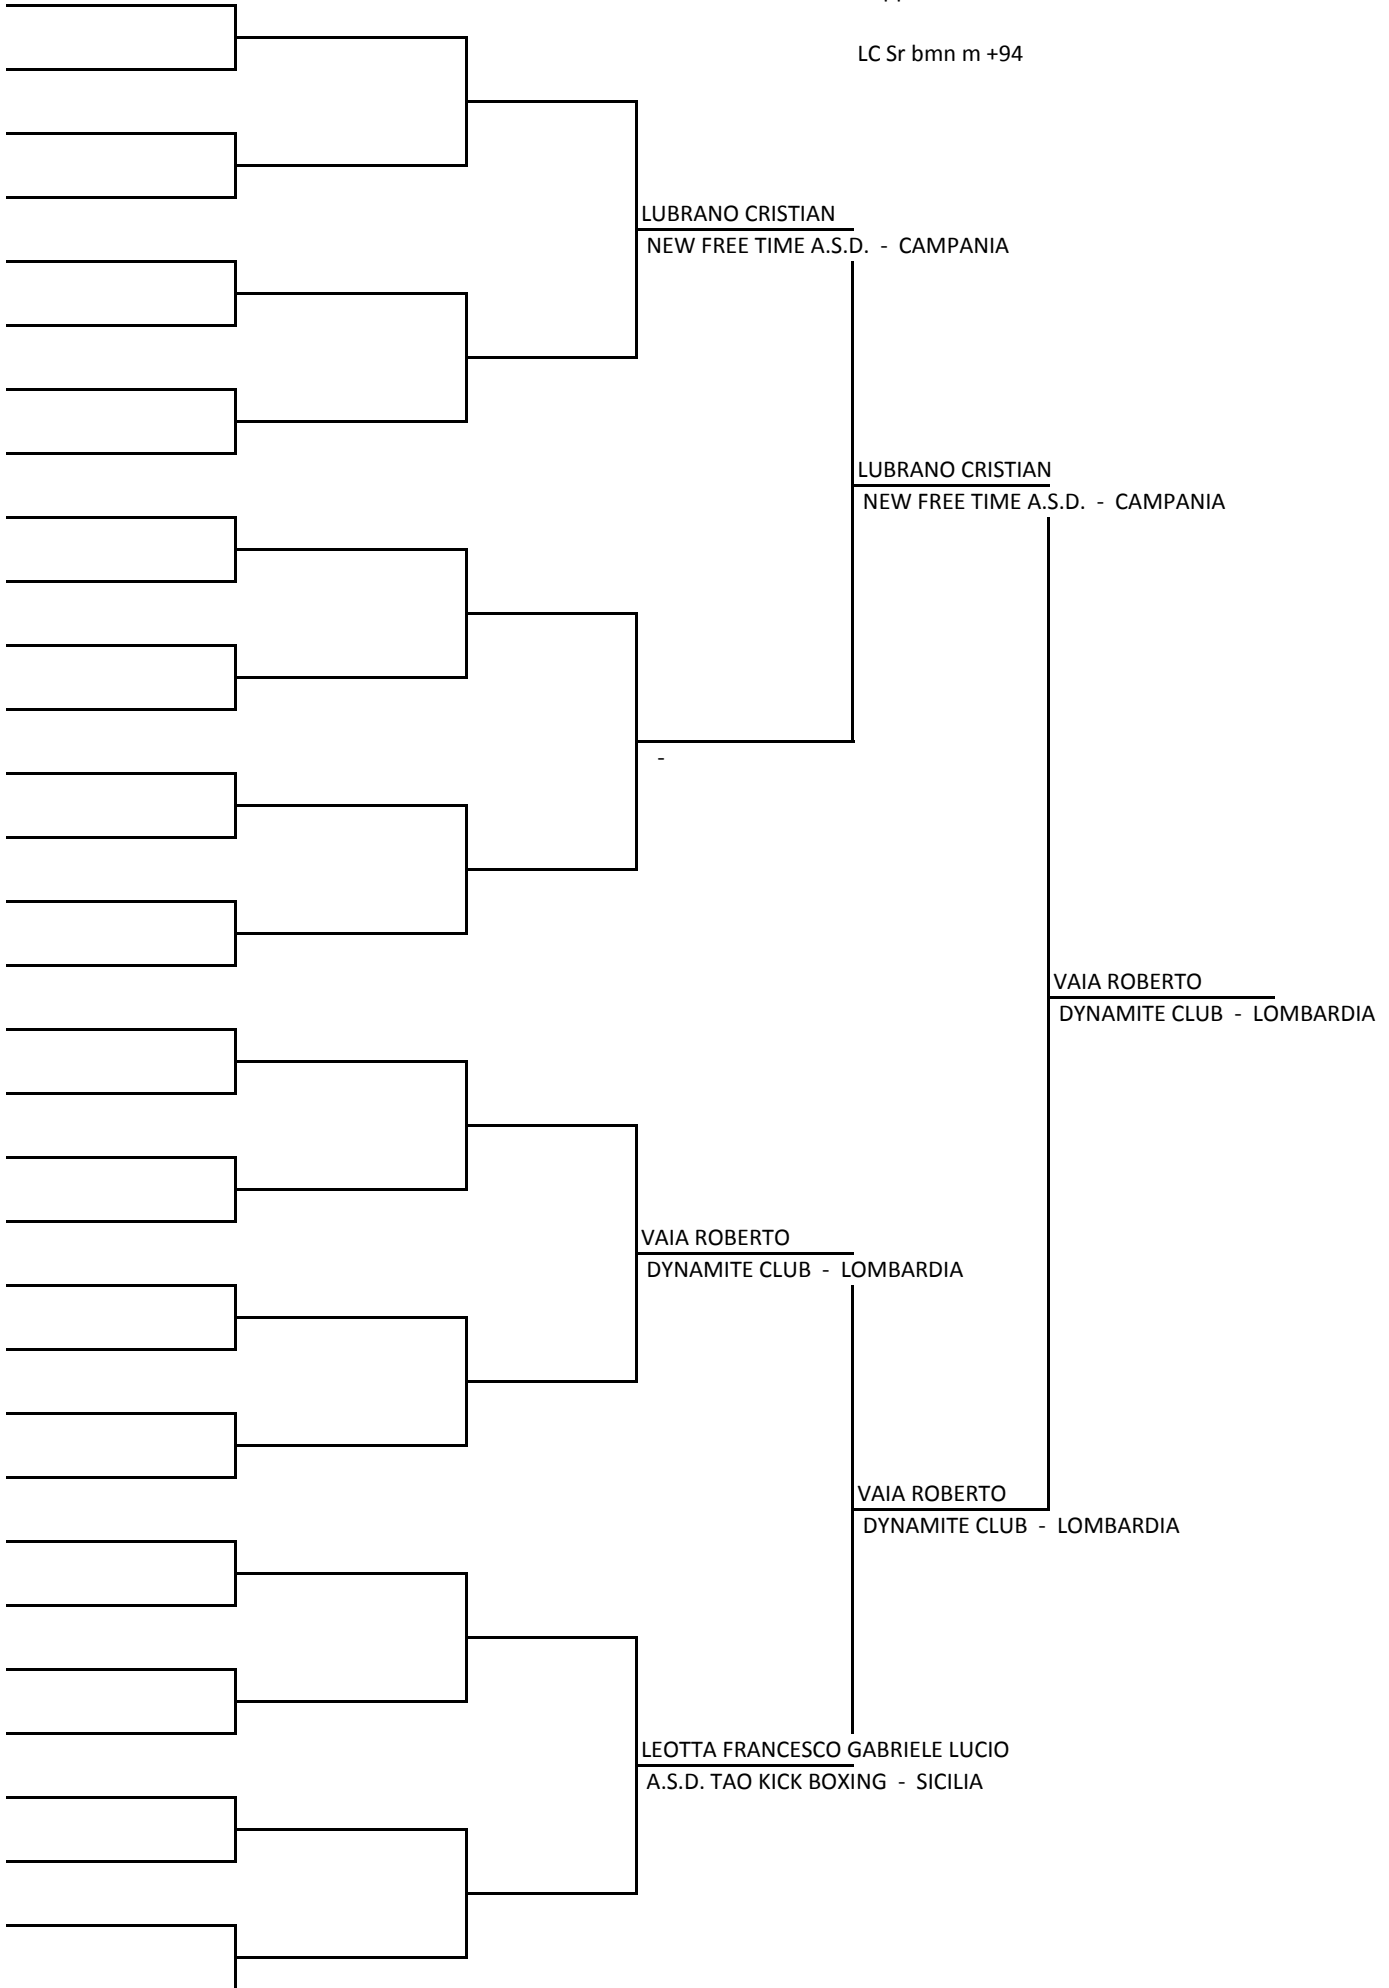 LC Sr bmn m +94
LUBRANO CRISTIAN
NEW FREE TIME A.S.D. - CAMPANIA
LUBRANO CRISTIAN
NEW FREE TIME A.S.D. - CAMPANIA
-
VAIA ROBERTO
DYNAMITE CLUB - LOMBARDIA
VAIA ROBERTO
DYNAMITE CLUB - LOMBARDIA
VAIA ROBERTO
DYNAMITE CLUB - LOMBARDIA
LEOTTA FRANCESCO GABRIELE LUCIO
A.S.D. TAO KICK BOXING - SICILIA